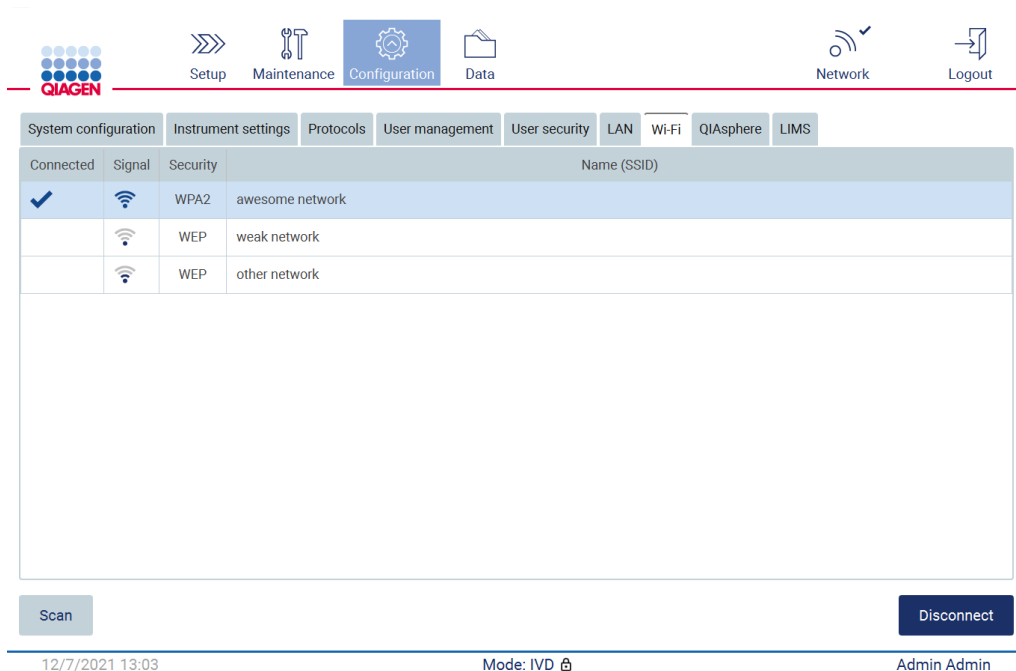 QIAGEN
Setup Maintenance Configuration Data Network Logout
System configuration Instrument settings Protocols User management User security LAN Wi-Fi QIAsphere LIMS
Connected Signal Security Name (SSID)
WPA2 awesome network
WEP weak network
WEP other network
Scan Disconnect
12/7/2021 13:03 Mode: IVD Admin Admin